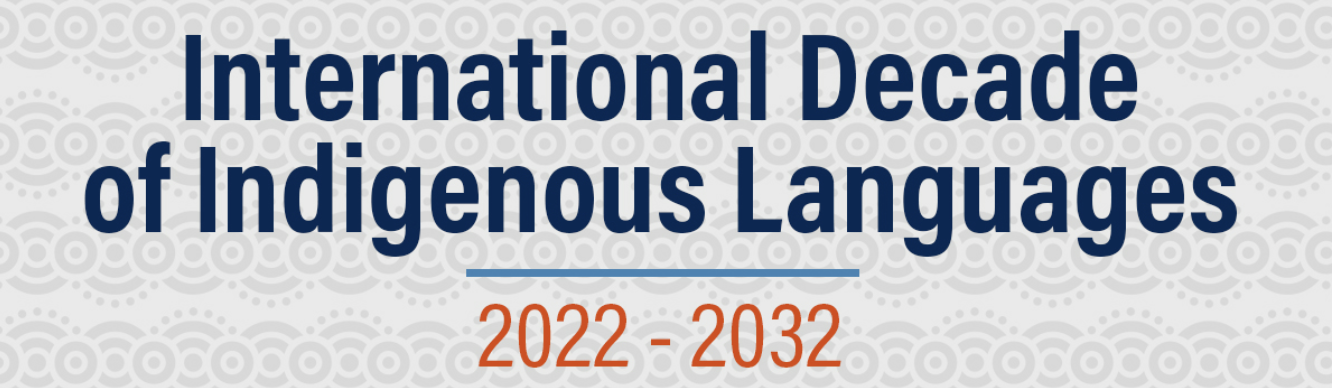 International Decade
of Indigenous Languages
2022 - 2032